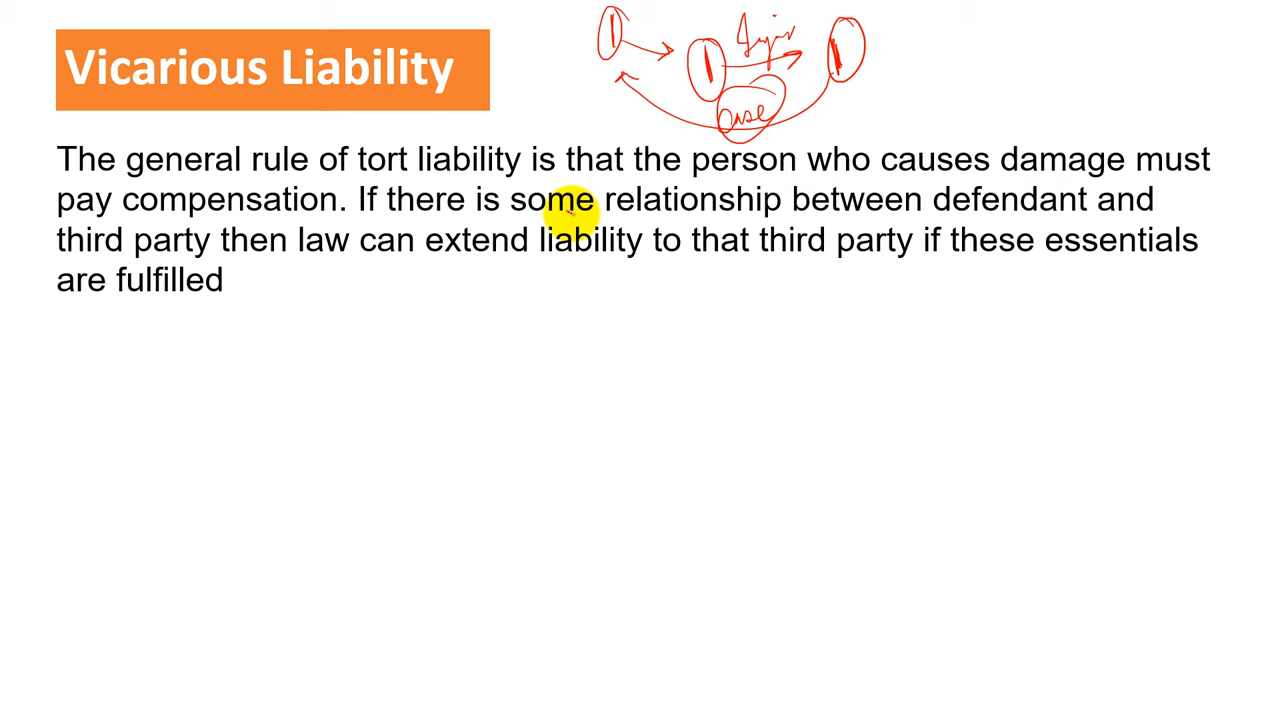 Vicarious Liability
case
The general rule of tort liability is that the person who causes damage must
pay compensation. If there is some relationship between defendant and
third party then law can extend liability to that third party if these essentials
are fulfilled